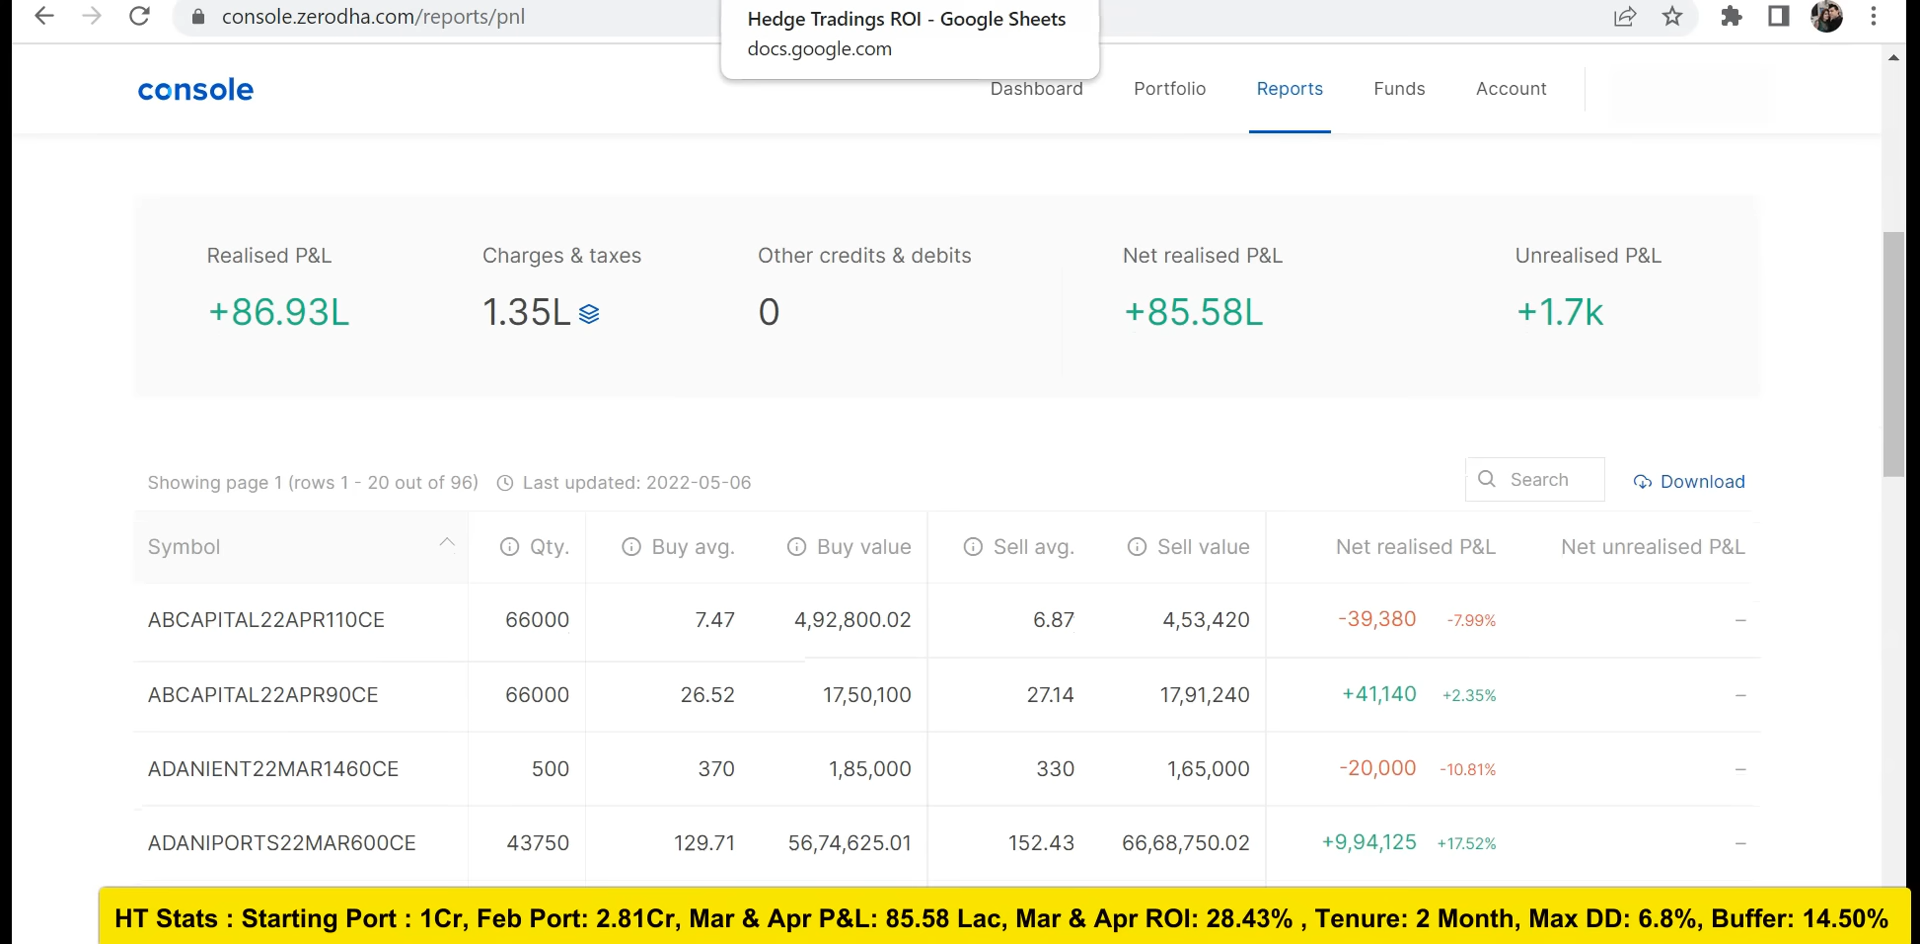 console.zerodha.com/reports/pnl
Hedge Tradings ROI - Google Sheets
docs.google.com
console
Dashboard Portfolio Reports Funds Account
Realised P&L Charges & taxes Other credits & debits Net realised P&L Unrealised P&L
+86.93L 1.35L 0 +85.58L +1.7k
Showing page 1 (rows 1 - 20 out of 96) Last updated: 2022-05-06 Search Download
Symbol Qty. Buy avg. Buy value Sell avg. Sell value Net realised P&L Net unrealised P&L
ABCAPITAL22APR110CE 66000 7.47 4,92,800.02 6.87 4,53,420 -39,380 -7.99% –
ABCAPITAL22APR90CE 66000 26.52 17,50,100 27.14 17,91,240 +41,140 +2.35% –
ADANIENT22MAR1460CE 500 370 1,85,000 330 1,65,000 -20,000 -10.81% –
ADANIPORTS22MAR600CE 43750 129.71 56,74,625.01 152.43 66,68,750.02 +9,94,125 +17.52% –
HT Stats : Starting Port : 1Cr, Feb Port: 2.81Cr, Mar & Apr P&L: 85.58 Lac, Mar & Apr ROI: 28.43% , Tenure: 2 Month, Max DD: 6.8%, Buffer: 14.50%